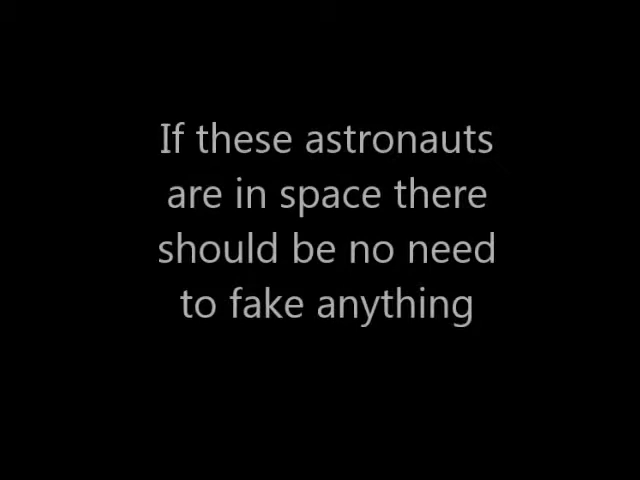 If these astronauts
are in space there
should be no need
to fake anything